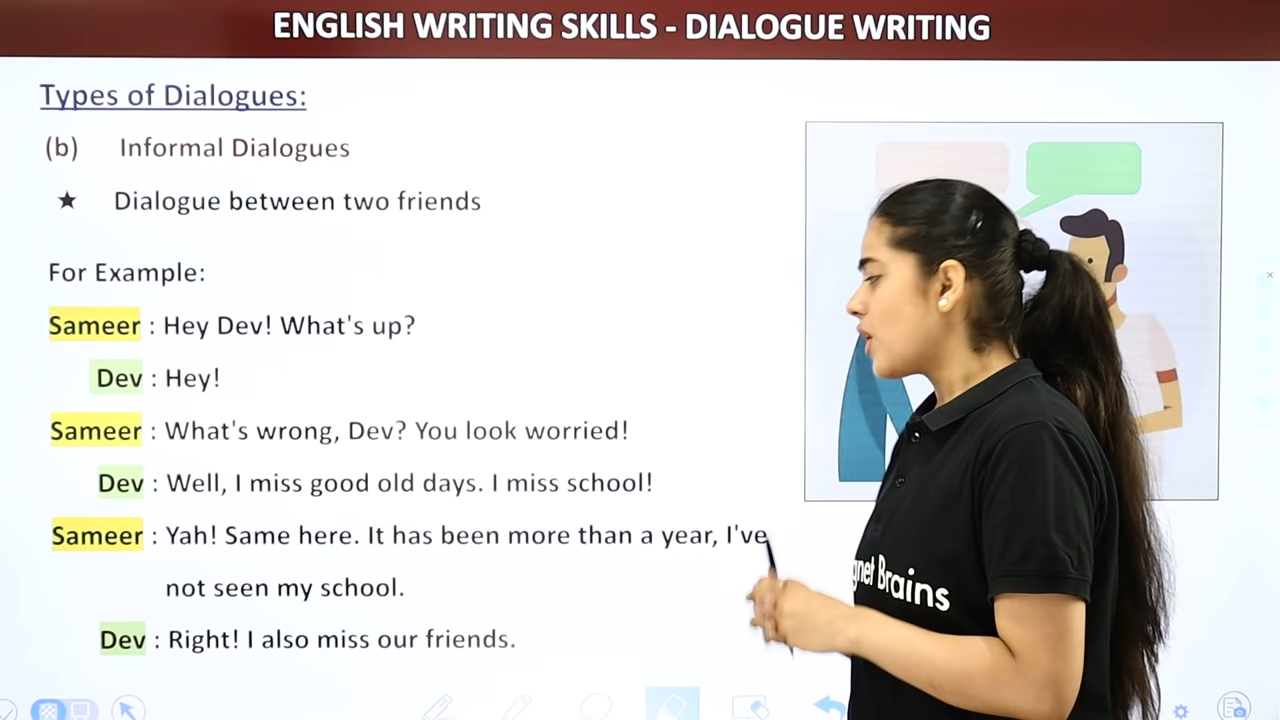 ENGLISH WRITING SKILLS - DIALOGUE WRITING
Types of Dialogues:
(b) Informal Dialogues
★ Dialogue between two friends
For Example:
Sameer : Hey Dev! What's up?
Dev : Hey!
Sameer : What's wrong, Dev? You look worried!
Dev : Well, I miss good old days. I miss school!
Sameer : Yah! Same here. It has been more than a year, I've
not seen my school.
Dev : Right! I also miss our friends.
gnet Brains